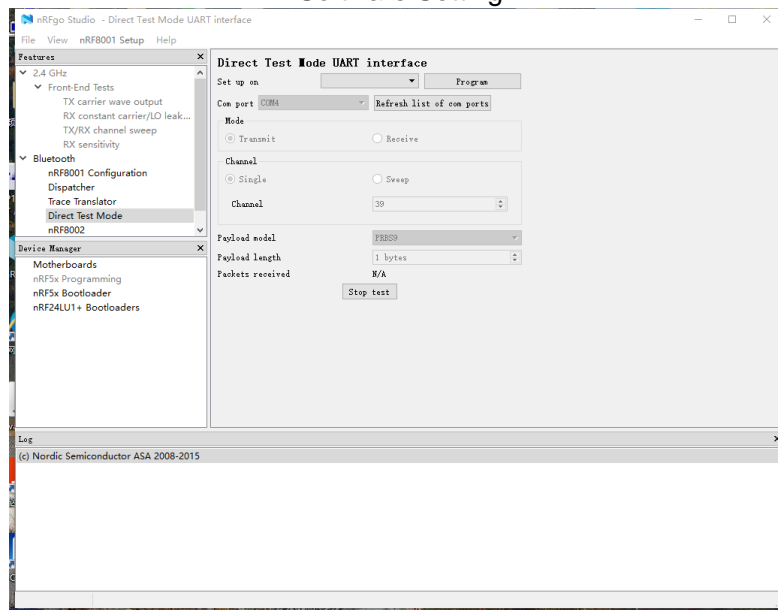 nRFgo Studio - Direct Test Mode UART interface
File View nRF8001 Setup Help
Features
2.4 GHz
Front-End Tests
TX carrier wave output
RX constant carrier/LO leak...
TX/RX channel sweep
RX sensitivity
Bluetooth
nRF8001 Configuration
Dispatcher
Trace Translator
Direct Test Mode
nRF8002
Device Manager
Motherboards
nRF5x Programming
nRF5x Bootloader
nRF24LU1+ Bootloaders
Direct Test Mode UART interface
Set up on Program
Com port COM4 Refresh list of com ports
Mode
Transmit Receive
Channel
Single Sweep
Channel 39
Payload model PRBS9
Payload length 1 bytes
Packets received N/A
Stop test
Log
(c) Nordic Semiconductor ASA 2008-2015